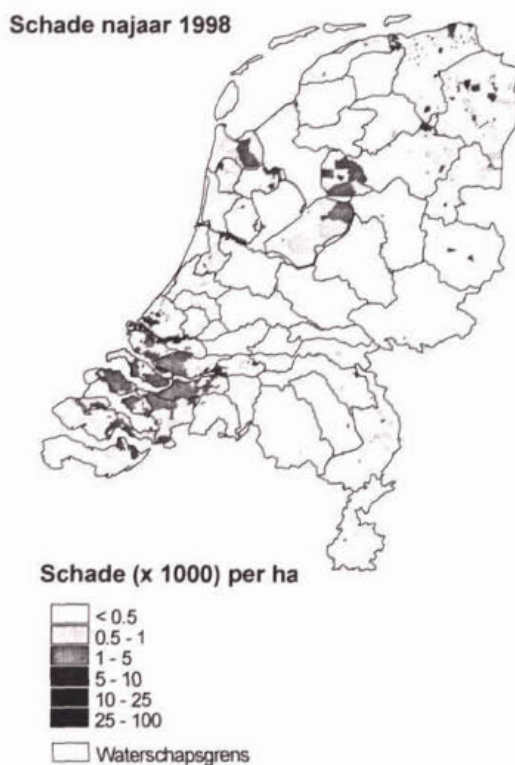 Schade najaar 1998
Schade (x 1000) per ha
< 0.5
0.5 - 1
1 - 5
5 - 10
10 - 25
25 - 100
Waterschapsgrens